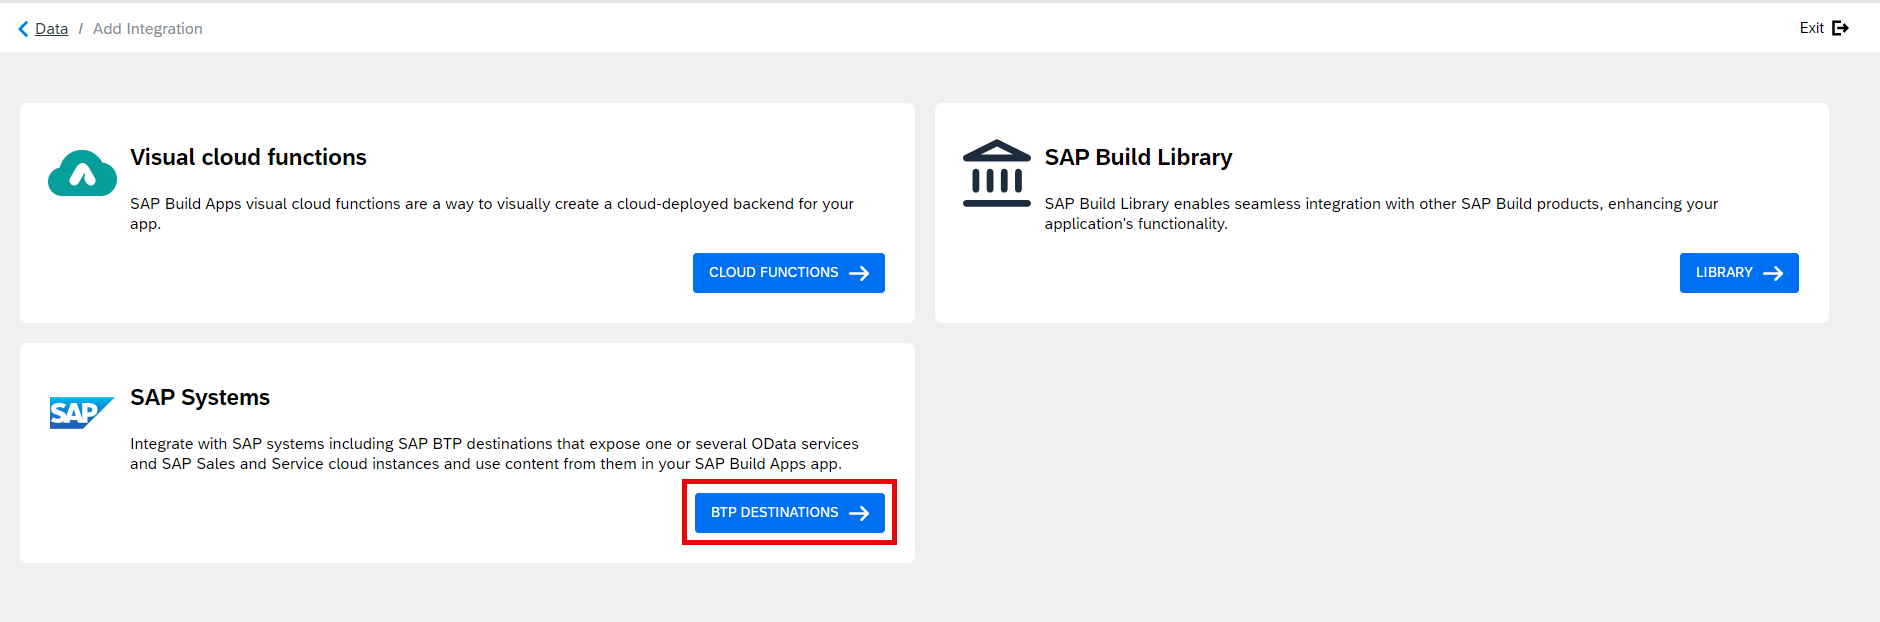 Data / Add Integration
Exit
Visual cloud functions
SAP Build Apps visual cloud functions are a way to visually create a cloud-deployed backend for your
app.
CLOUD FUNCTIONS
SAP Build Library
SAP Build Library enables seamless integration with other SAP Build products, enhancing your
application's functionality.
LIBRARY
SAP
SAP Systems
Integrate with SAP systems including SAP BTP destinations that expose one or several OData services
and SAP Sales and Service cloud instances and use content from them in your SAP Build Apps app.
BTP DESTINATIONS